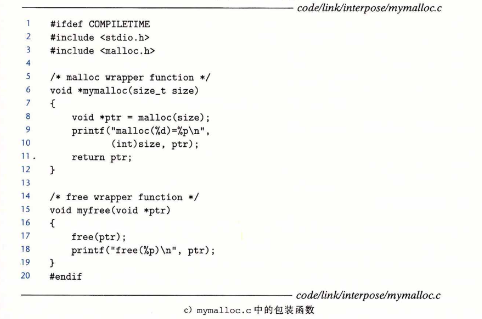 code/link/interpose/mymalloc.c
1 #ifdef COMPILETIME
2 #include <stdio.h>
3 #include <malloc.h>
4
5 /* malloc wrapper function */
6 void *mymalloc(size_t size)
7 {
8     void *ptr = malloc(size);
9     printf("malloc(%d)=%p\n",
10            (int)size, ptr);
11.     return ptr;
12 }
13
14 /* free wrapper function */
15 void myfree(void *ptr)
16 {
17     free(ptr);
18     printf("free(%p)\n", ptr);
19 }
20 #endif
code/link/interpose/mymalloc.c
c) mymalloc.c 中的包装函数